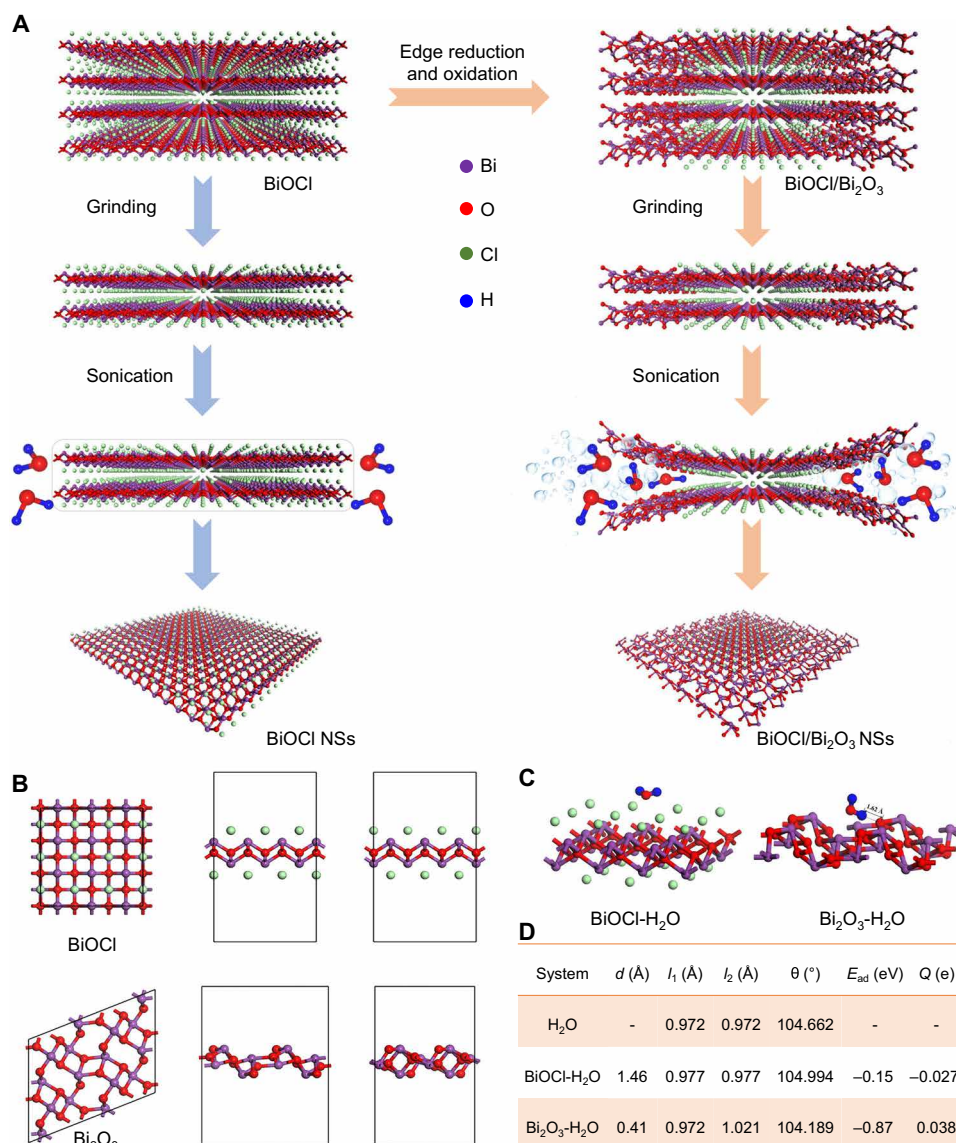 A
Edge reduction
and oxidation
BiOCl
BiOCl/Bi₂O₃
Bi
O
Cl
H
Grinding
Grinding
Sonication
Sonication
BiOCl NSs
BiOCl/Bi₂O₃ NSs
B
BiOCl
Bi₂O₃
C
1.62 Å
BiOCl-H₂O
Bi₂O₃-H₂O
D
System d (Å) l₁ (Å) l₂ (Å) θ (°) Ead (eV) Q (e)
H₂O - 0.972 0.972 104.662 - -
BiOCl-H₂O 1.46 0.977 0.977 104.994 –0.15 –0.027
Bi₂O₃-H₂O 0.41 0.972 1.021 104.189 –0.87 0.038